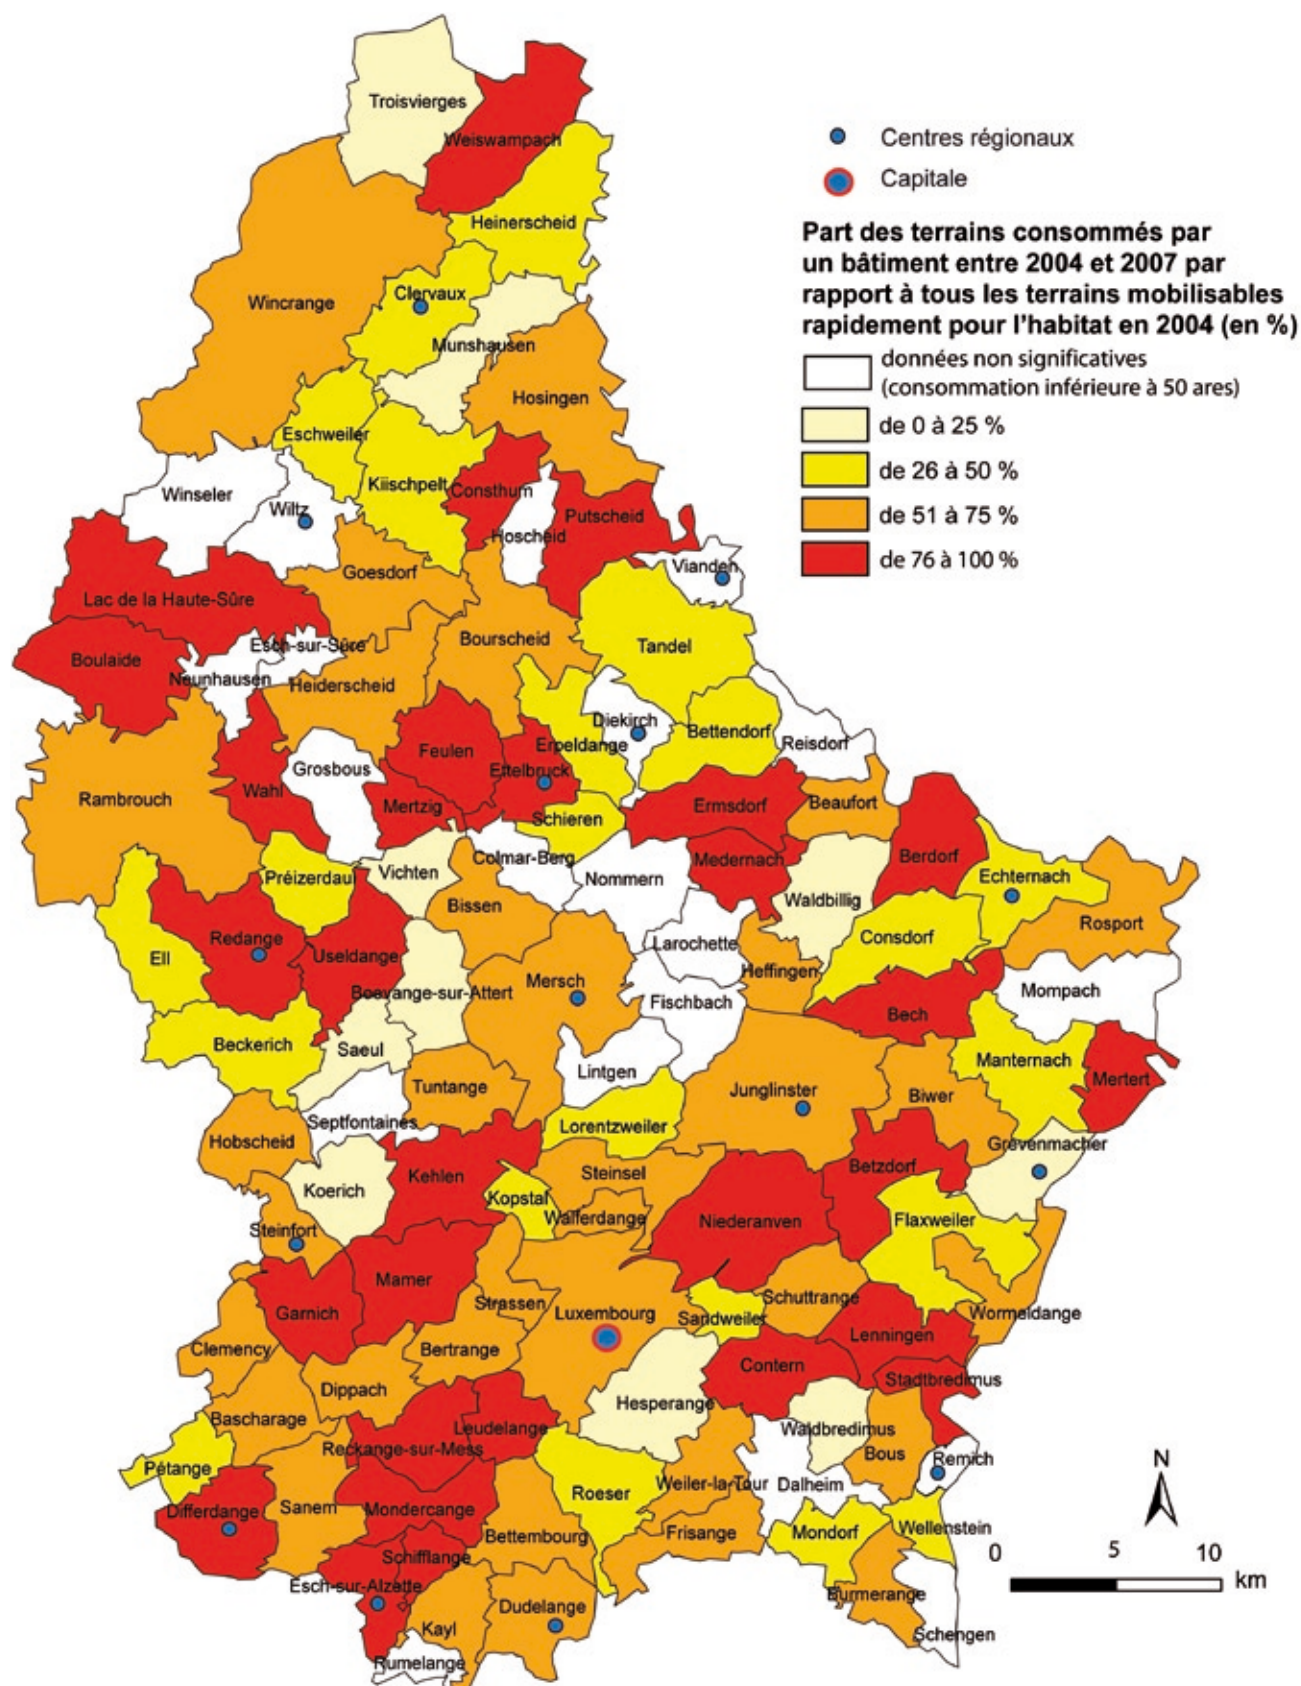 Troisvierges
Weiswampach
Centres régionaux
Capitale
Part des terrains consommés par
un bâtiment entre 2004 et 2007 par
rapport à tous les terrains mobilisables
rapidement pour l'habitat en 2004 (en %)
données non significatives
(consommation inférieure à 50 ares)
de 0 à 25 %
de 26 à 50 %
de 51 à 75 %
de 76 à 100 %
Heinerscheid
Clervaux
Wincrange
Munshausen
Hosingen
Eschweiler
Kiischpelt
Consthum
Winseler
Wiltz
Putscheid
Hoscheid
Vianden
Goesdorf
Lac de la Haute-Sûre
Bourscheid
Esch-sur-Sûre
Tandel
Boulaide
Neunhausen
Heiderscheid
Diekirch
Bettendorf
Erpeldange
Reisdorf
Feulen
Grosbous
Ettelbruck
Wahl
Rambrouch
Mertzig
Ermsdorf
Beaufort
Schieren
Colmar-Berg
Medernach
Berdorf
Vichten
Préizerdaul
Nommern
Echternach
Waldbillig
Bissen
Rosport
Redange
Consdorf
Larochette
Ell
Useldange
Heffingen
Mersch
Boevange-sur-Attert
Mompach
Fischbach
Bech
Beckerich
Saeul
Manternach
Lintgen
Mertert
Tuntange
Junglinster
Biwer
Septfontaines
Lorentzweiler
Hobscheid
Grevenmacher
Betzdorf
Steinsel
Kehlen
Koerich
Kopstal
Walferdange
Niederanven
Flaxweiler
Steinfort
Mamer
Schuttrange
Strassen
Garnich
Luxembourg
Sandweiler
Wormeldange
Lenningen
Clemency
Bertrange
Contern
Stadtbredimus
Dippach
Hesperange
Bascharage
Leudelange
Waldbredimus
Reckange-sur-Mess
Bous
Remich
Pétange
Weiler-la-Tour
Dalheim
Roeser
Differdange
Sanem
Mondercange
Bettembourg
Frisange
Mondorf
Wellenstein
Schifflange
Esch-sur-Alzette
Burmerange
Dudelange
Kayl
Schengen
Rumelange
N
0 5 10
km